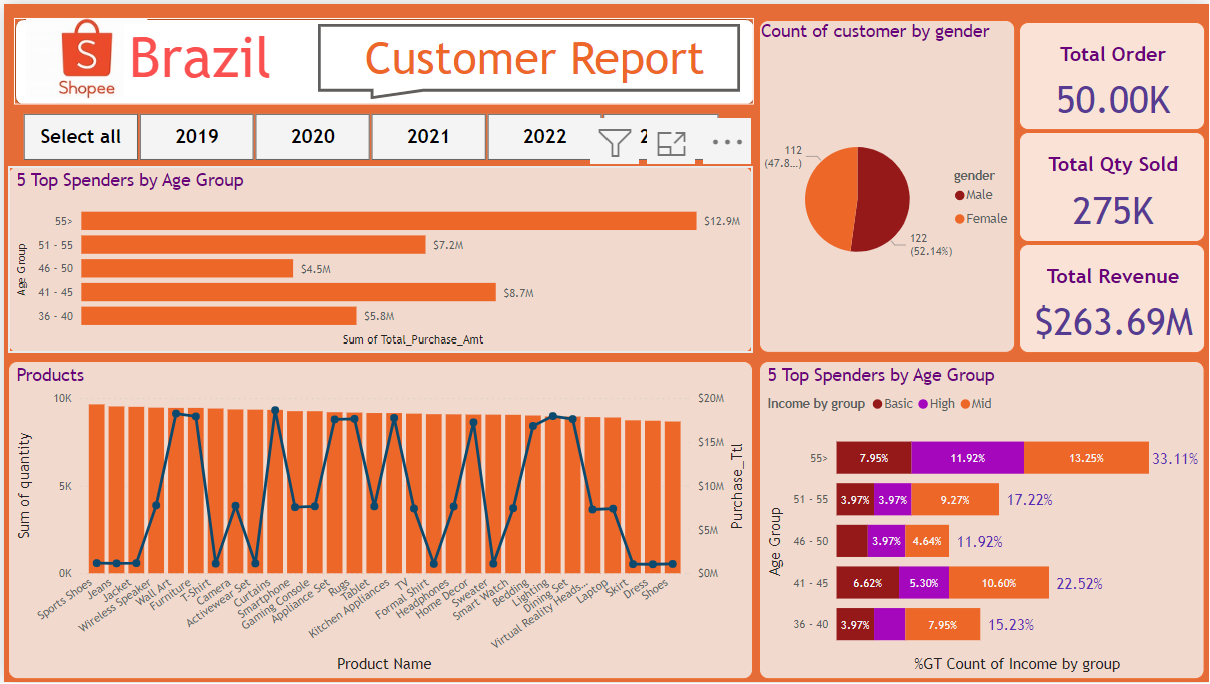 Shopee
Brazil
Customer Report
Select all
2019
2020
2021
2022
5 Top Spenders by Age Group
Age Group
55>
51 - 55
46 - 50
41 - 45
36 - 40
$12.9M
$7.2M
$4.5M
$8.7M
$5.8M
Sum of Total_Purchase_Amt
Count of customer by gender
112
(47.8...)
122
(52.14%)
gender
Male
Female
Total Order
50.00K
Total Qty Sold
275K
Total Revenue
$263.69M
Products
Sum of quantity
10K
5K
0K
$20M
$15M
$10M
$5M
$0M
Purchase_Ttl
Sports Shoes
Jeans
Jacket
Wireless Speaker
Wall Art
Furniture
T-Shirt
Camera
Activewear Set
Curtains
Smartphone
Gaming Console
Appliance Set
Rugs
Tablet
Kitchen Appliances
TV
Formal Shirt
Headphones
Home Decor
Sweater
Smart Watch
Bedding
Lighting
Dining Set
Virtual Reality Heads...
Laptop
Skirt
Dress
Shoes
Product Name
5 Top Spenders by Age Group
Income by group
Basic
High
Mid
Age Group
55>
7.95%
11.92%
13.25%
33.11%
51 - 55
3.97%
3.97%
9.27%
17.22%
46 - 50
3.97%
4.64%
11.92%
41 - 45
6.62%
5.30%
10.60%
22.52%
36 - 40
3.97%
7.95%
15.23%
%GT Count of Income by group